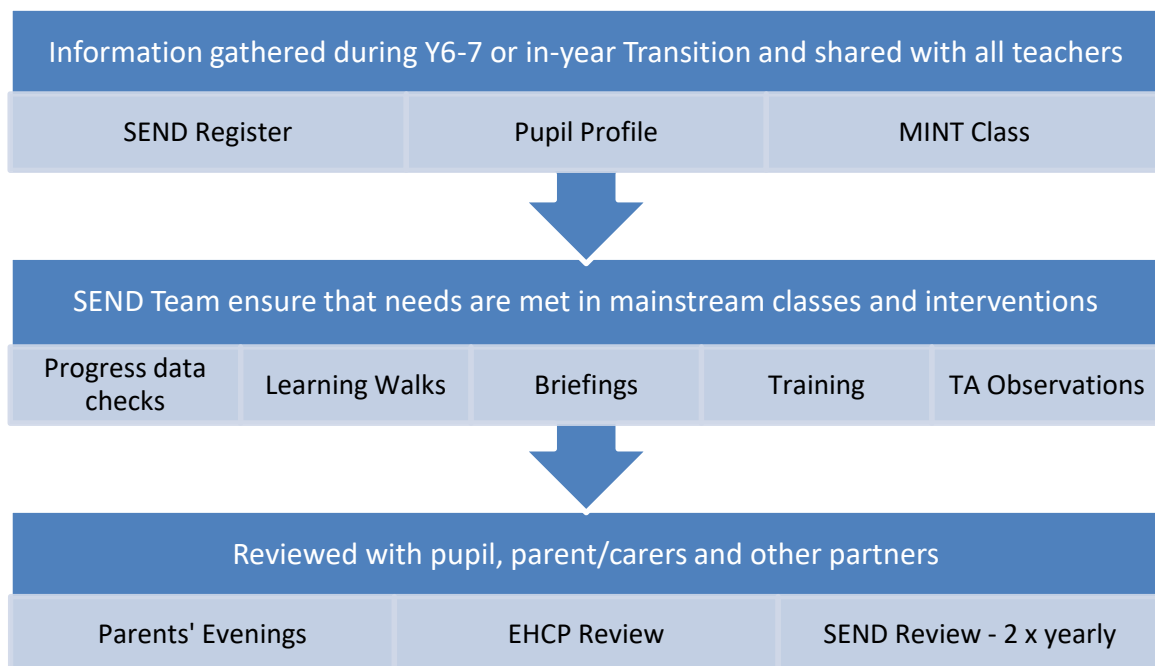 Information gathered during Y6-7 or in-year Transition and shared with all teachers
SEND Register
Pupil Profile
MINT Class
SEND Team ensure that needs are met in mainstream classes and interventions
Progress data
checks
Learning Walks
Briefings
Training
TA Observations
Reviewed with pupil, parent/carers and other partners
Parents' Evenings
EHCP Review
SEND Review - 2 x yearly